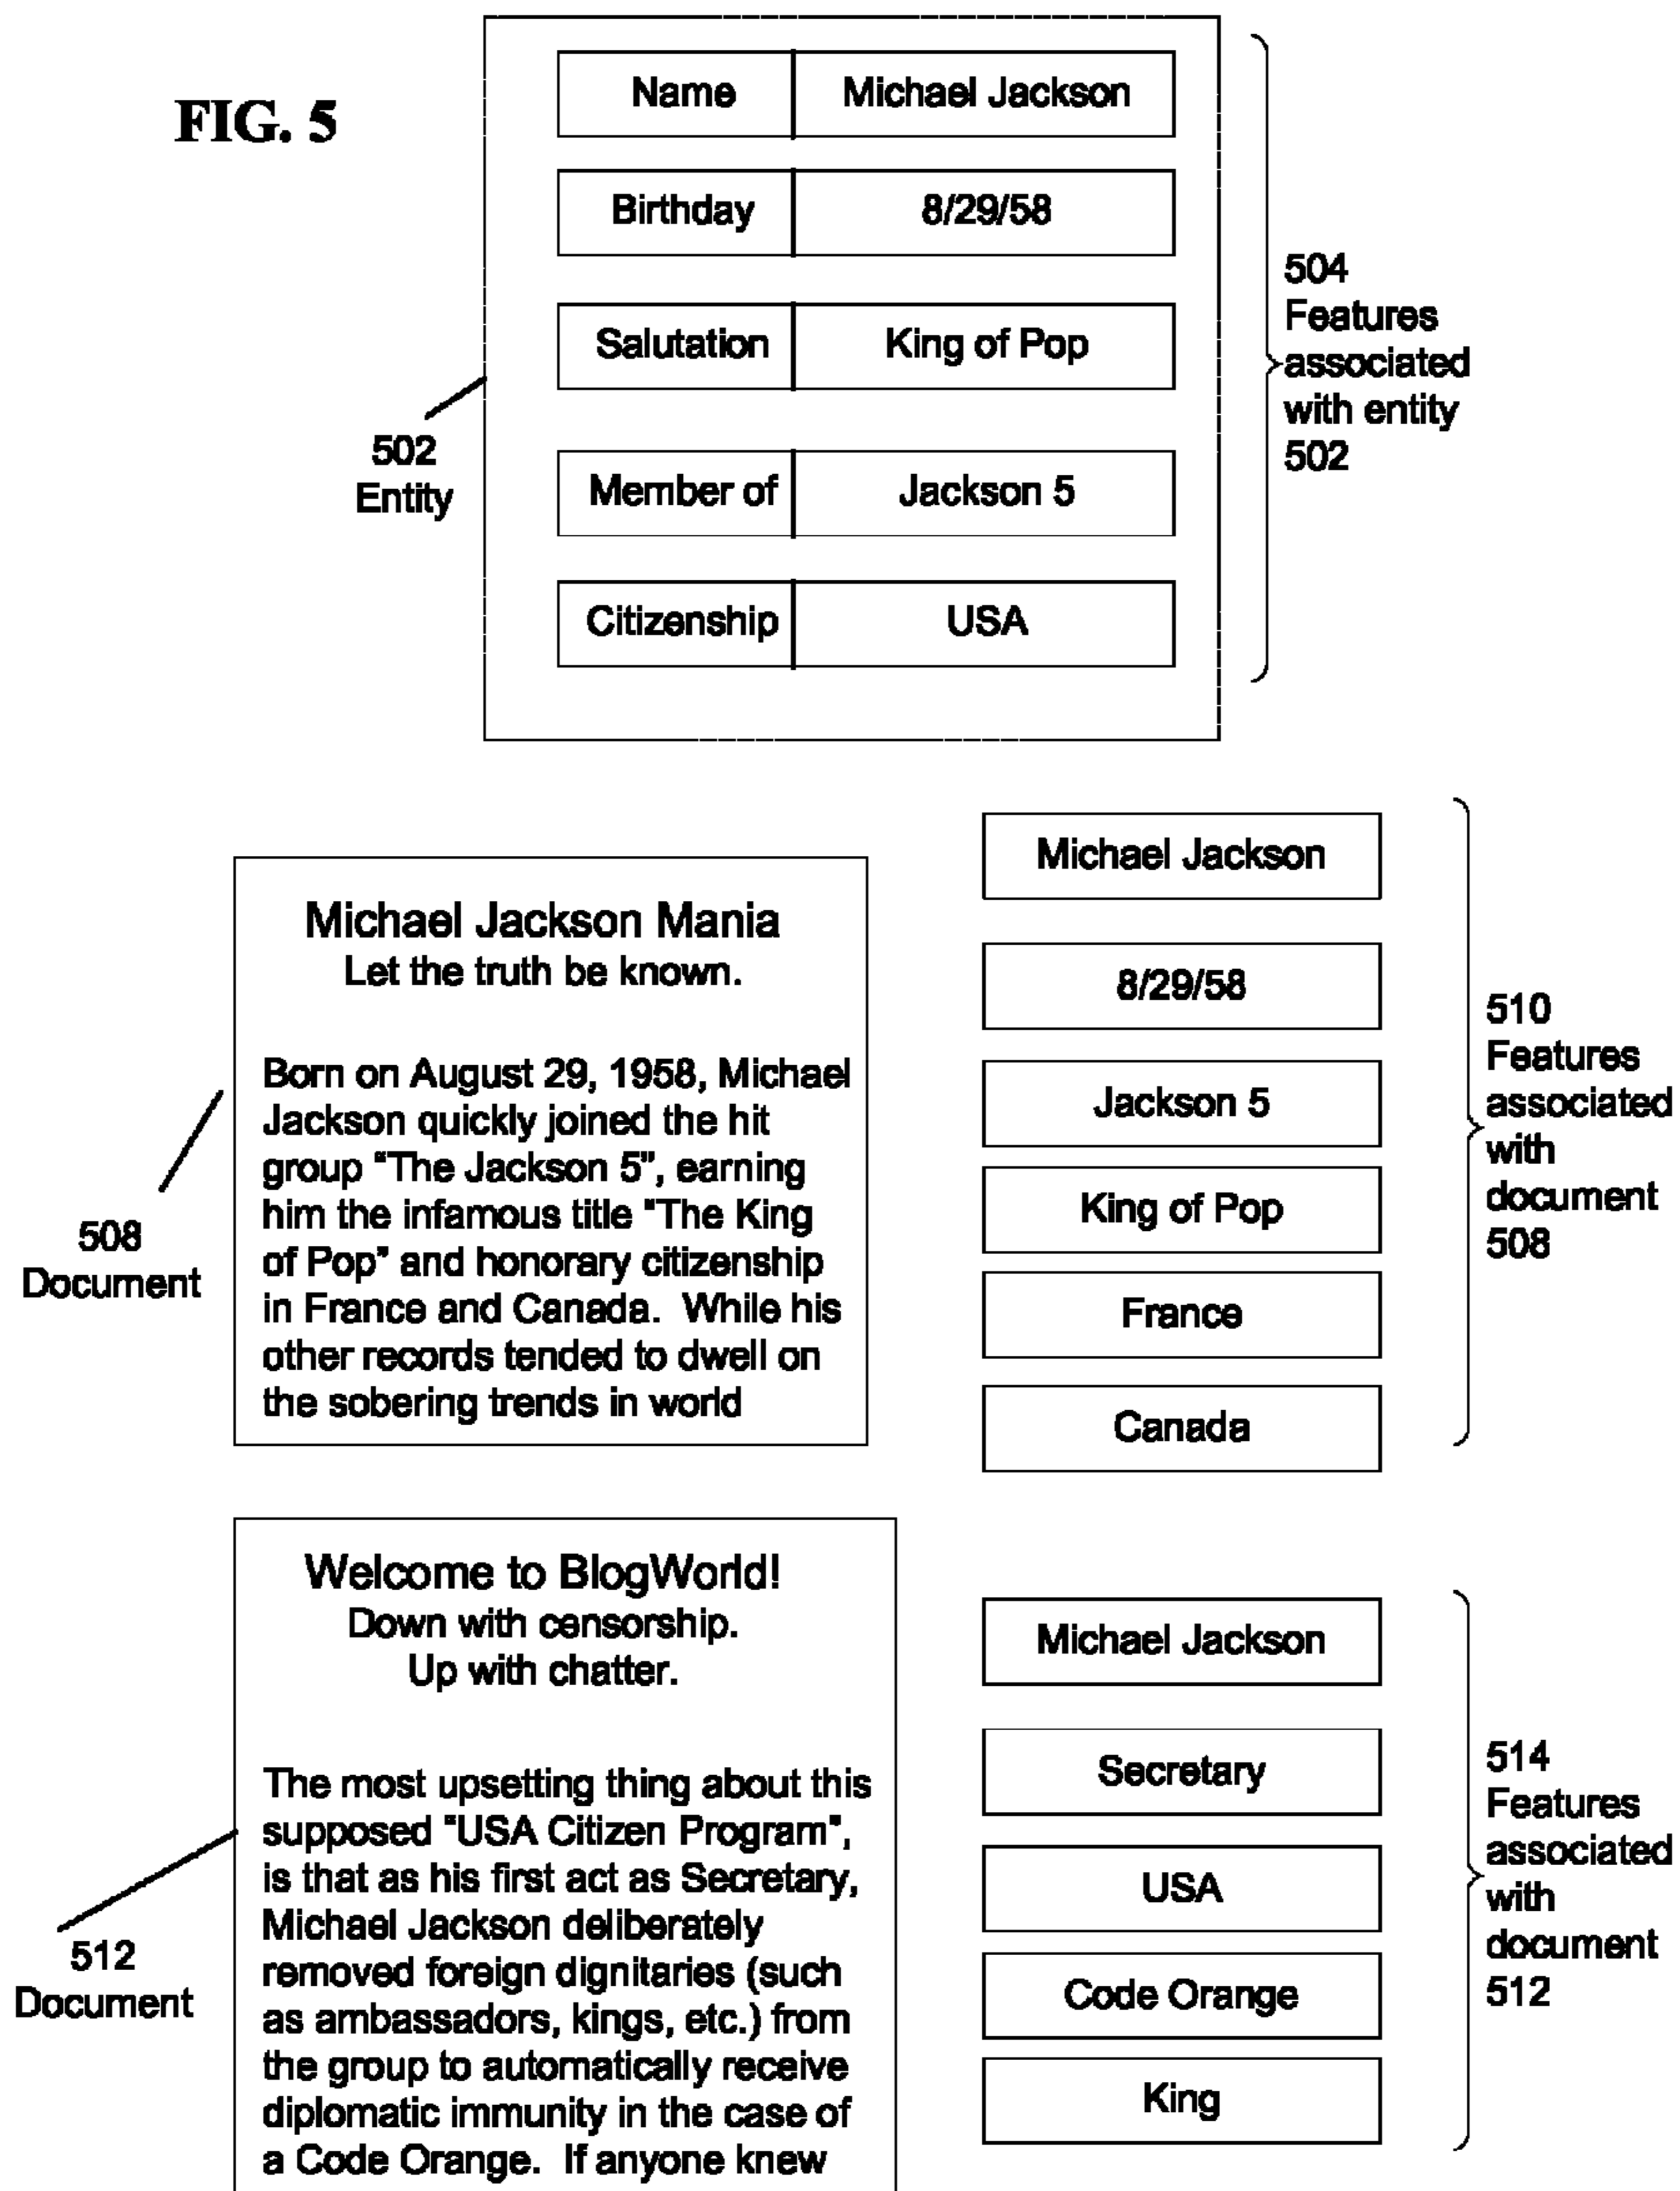 FIG. 5
Name Michael Jackson
Birthday 8/29/58
Salutation King of Pop
Member of Jackson 5
Citizenship USA
502
Entity
504
Features
associated
with entity
502
Michael Jackson Mania
Let the truth be known.
Born on August 29, 1958, Michael
Jackson quickly joined the hit
group "The Jackson 5", earning
him the infamous title "The King
of Pop" and honorary citizenship
in France and Canada. While his
other records tended to dwell on
the sobering trends in world
508
Document
Michael Jackson
8/29/58
Jackson 5
King of Pop
France
Canada
510
Features
associated
with
document
508
Welcome to BlogWorld!
Down with censorship.
Up with chatter.
The most upsetting thing about this
supposed "USA Citizen Program",
is that as his first act as Secretary,
Michael Jackson deliberately
removed foreign dignitaries (such
as ambassadors, kings, etc.) from
the group to automatically receive
diplomatic immunity in the case of
a Code Orange. If anyone knew
512
Document
Michael Jackson
Secretary
USA
Code Orange
King
514
Features
associated
with
document
512